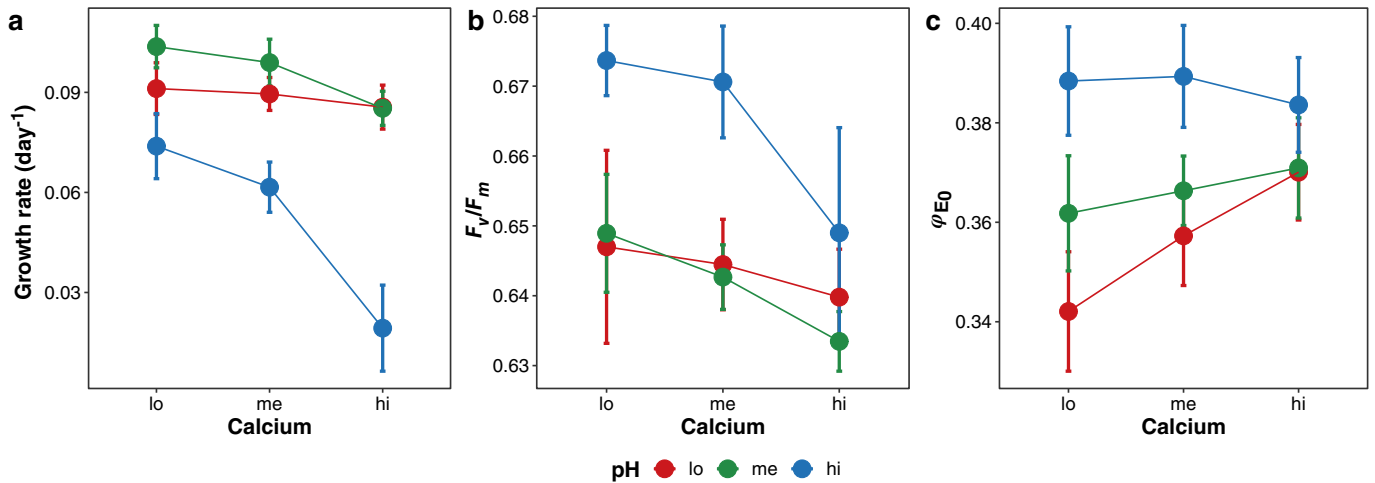 a
Growth rate (day⁻¹)
0.09
0.06
0.03
lo me hi
Calcium
b
Fv/Fm
0.68
0.67
0.66
0.65
0.64
0.63
lo me hi
Calcium
c
φE0
0.40
0.38
0.36
0.34
lo me hi
Calcium
pH lo me hi